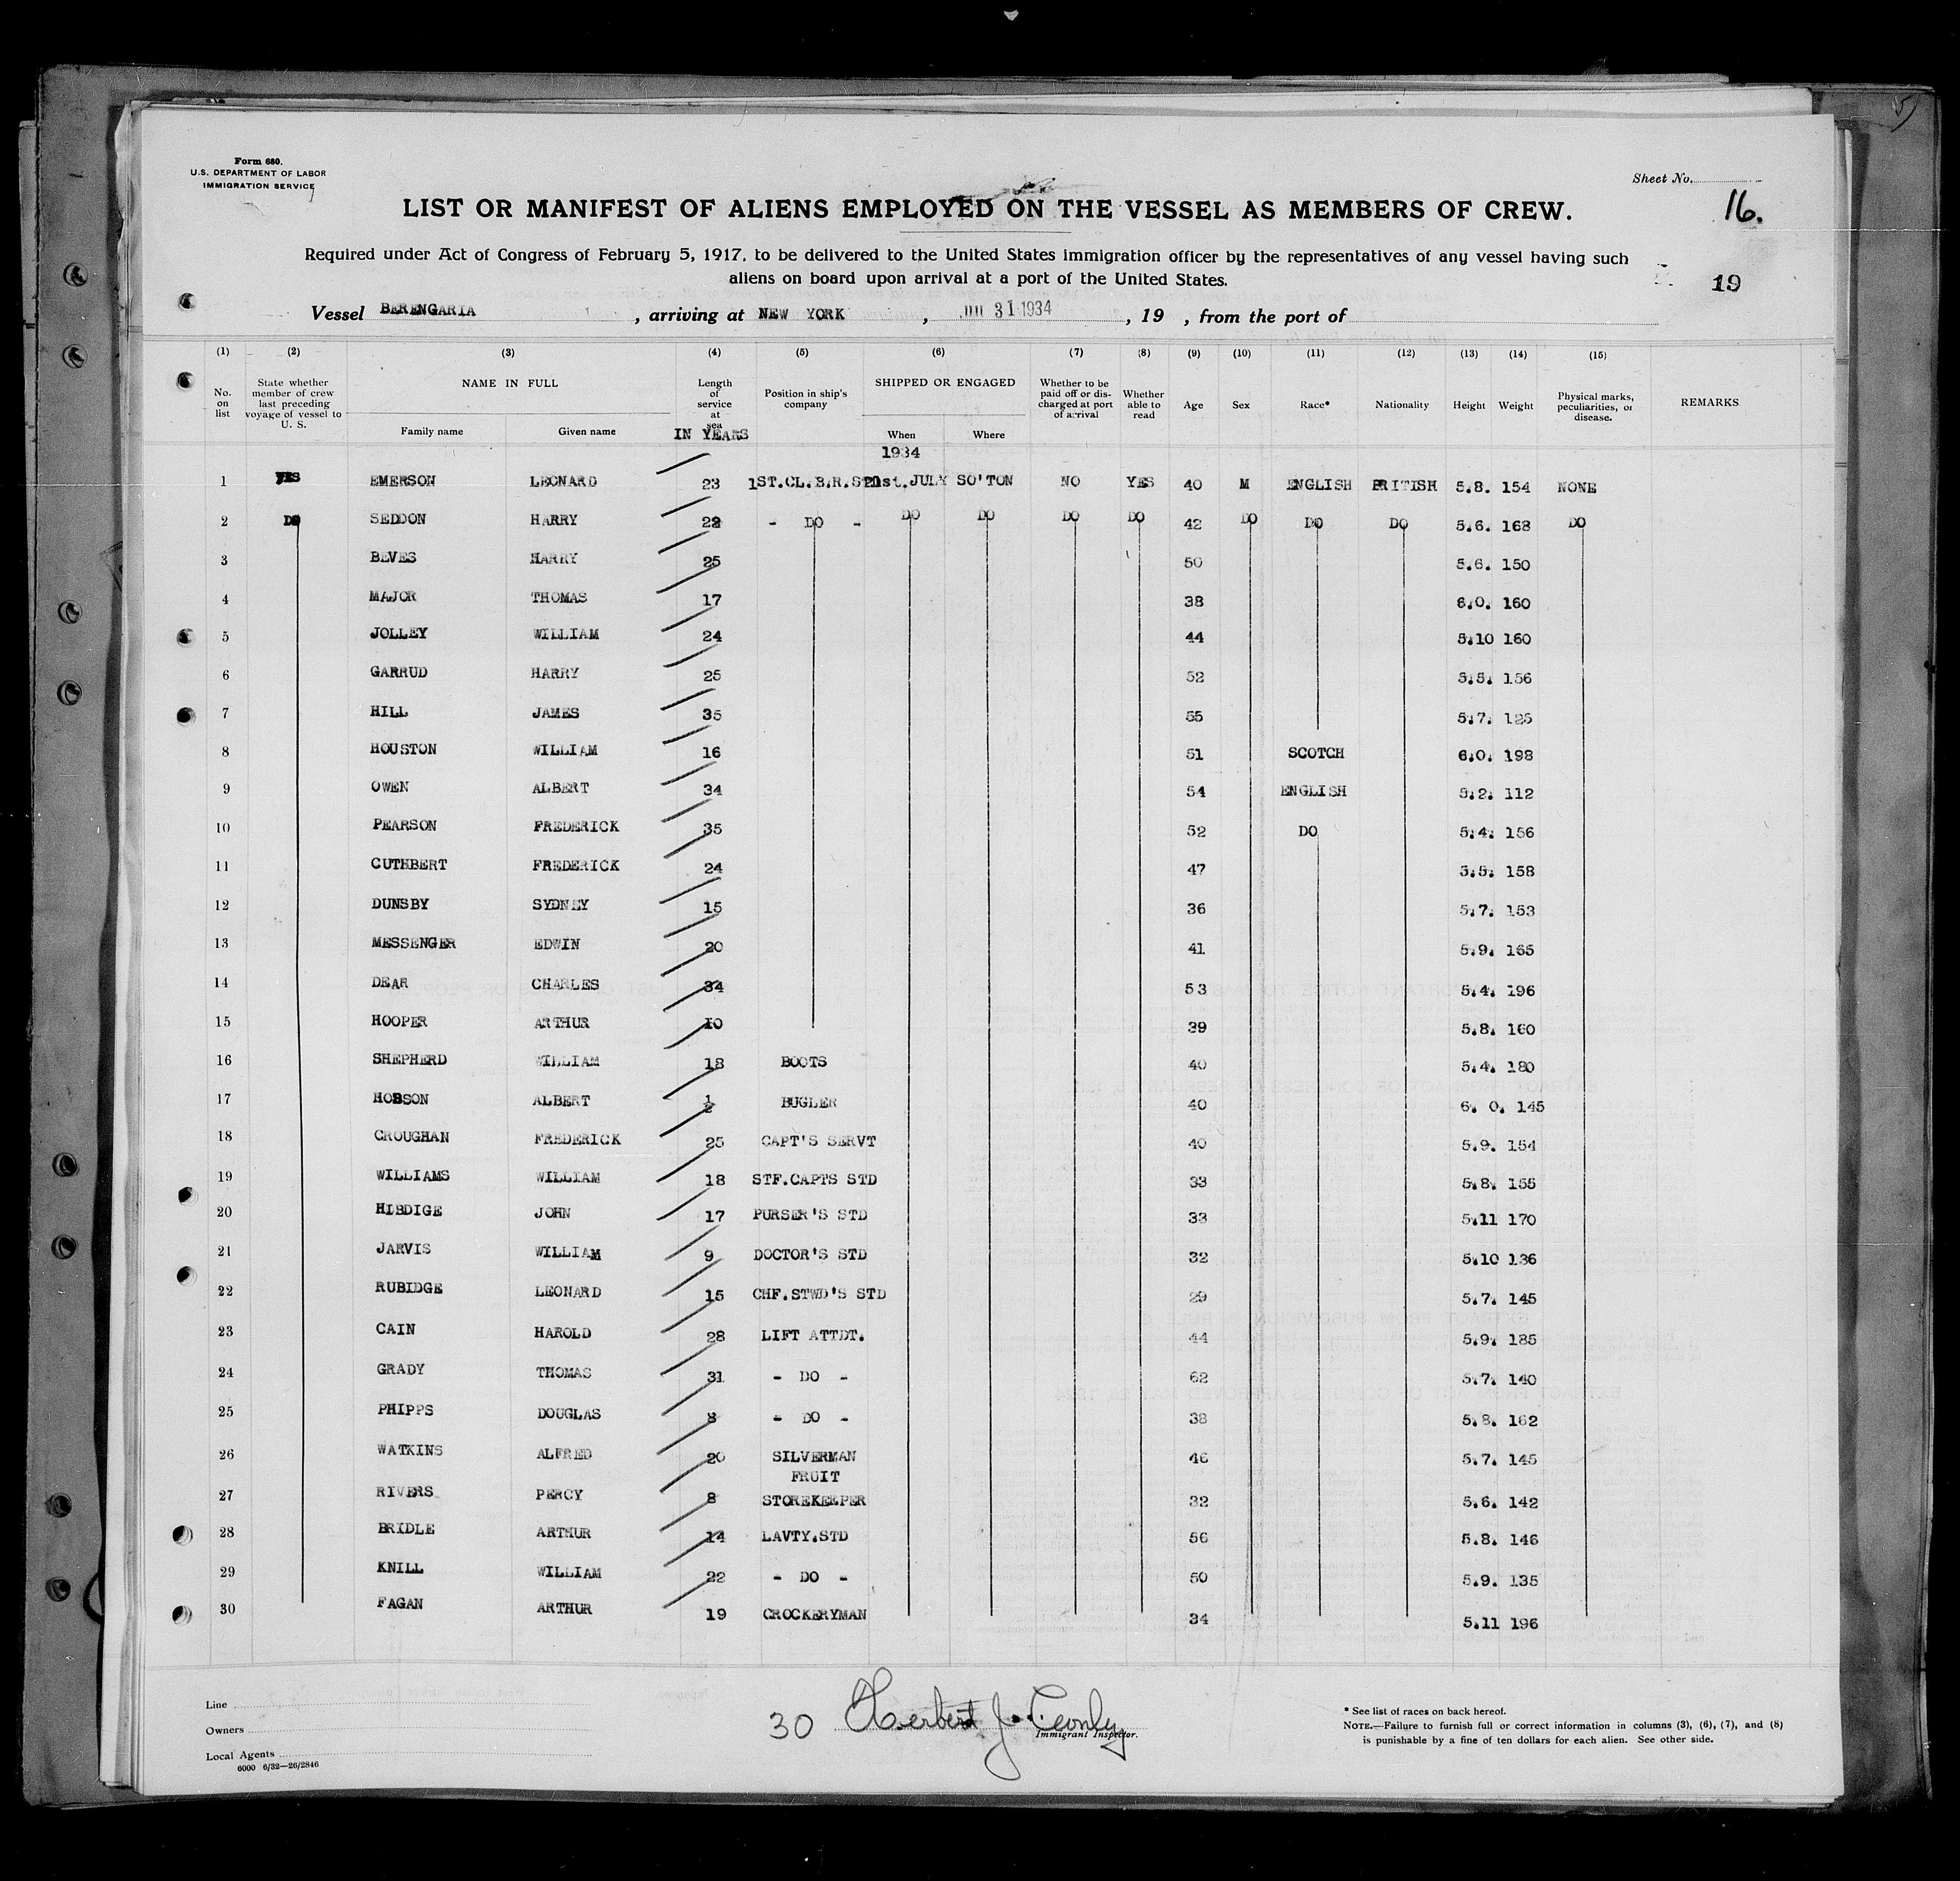 Form 680.
U.S. DEPARTMENT OF LABOR
IMMIGRATION SERVICE
Sheet No.
LIST OR MANIFEST OF ALIENS EMPLOYED ON THE VESSEL AS MEMBERS OF CREW.
16.
Required under Act of Congress of February 5, 1917, to be delivered to the United States immigration officer by the representatives of any vessel having such
aliens on board upon arrival at a port of the United States.
19
Vessel BERENGARIA , arriving at NEW YORK , 31 1934 , 19 , from the port of
(1) (2) (3) (4) (5) (6) (7) (8) (9) (10) (11) (12) (13) (14) (15)
No. on list State whether member of crew last preceding voyage of vessel to U. S. NAME IN FULL Family name Given name Length of service at sea IN YEARS Position in ship's company SHIPPED OR ENGAGED When Where Whether to be paid off or discharged at port of arrival Whether able to read Age Sex Race* Nationality Height Weight Physical marks, peculiarities, or disease. REMARKS
1934
1 YES EMERSON LEONARD 23 1ST.CL.B.R.STD 21st.JULY SO'TON NO YES 40 M ENGLISH BRITISH 5.8. 154 NONE
2 DO SEDDON HARRY 22 - DO - DO DO DO DO 42 DO DO DO 5.6. 168 DO
3 BEVES HARRY 25 50 5.6. 150
4 MAJOR THOMAS 17 38 6.0. 160
5 JOLLEY WILLIAM 24 44 5.10 160
6 GARRUD HARRY 25 52 5.5. 156
7 HILL JAMES 35 55 5.7. 125
8 HOUSTON WILLIAM 16 51 SCOTCH 6.0. 198
9 OWEN ALBERT 34 54 ENGLISH 5.2. 112
10 PEARSON FREDERICK 35 52 DO 5.4. 156
11 CUTHBERT FREDERICK 24 47 5.5. 158
12 DUNSBY SYDNEY 15 36 5.7. 153
13 MESSENGER EDWIN 20 41 5.9. 165
14 DEAR CHARLES 34 53 5.4. 196
15 HOOPER ARTHUR 10 39 5.8. 160
16 SHEPHERD WILLIAM 18 BOOTS 40 5.4. 180
17 HOBSON ALBERT ½ BUGLER 40 6. 0. 145
18 CROUGHAN FREDERICK 25 CAPT'S SERVT 40 5.9. 154
19 WILLIAMS WILLIAM 18 STF.CAPTS STD 33 5.8. 155
20 HIBDIGE JOHN 17 PURSER'S STD 33 5.11 170
21 JARVIS WILLIAM 9 DOCTOR'S STD 32 5.10 136
22 RUBIDGE LEONARD 15 CHF.STWD'S STD 29 5.7. 145
23 CAIN HAROLD 28 LIFT ATTDT. 44 5.9. 185
24 GRADY THOMAS 31 - DO - 62 5.7. 140
25 PHIPPS DOUGLAS 8 - DO - 38 5.8. 162
26 WATKINS ALFRED 20 SILVERMAN 46 5.7. 145
FRUIT
27 RIVERS PERCY 8 STOREKEEPER 32 5.6. 142
28 BRIDLE ARTHUR 14 LAVTY.STD 56 5.8. 146
29 KNILL WILLIAM 22 - DO - 50 5.9. 135
30 FAGAN ARTHUR 19 CROCKERYMAN 34 5.11 196
Line
Owners
Local Agents
6000 6/32—26/2846
30 Herbert J.
Immigrant Inspector.
* See list of races on back hereof.
NOTE.—Failure to furnish full or correct information in columns (3), (6), (7), and (8)
is punishable by a fine of ten dollars for each alien. See other side.